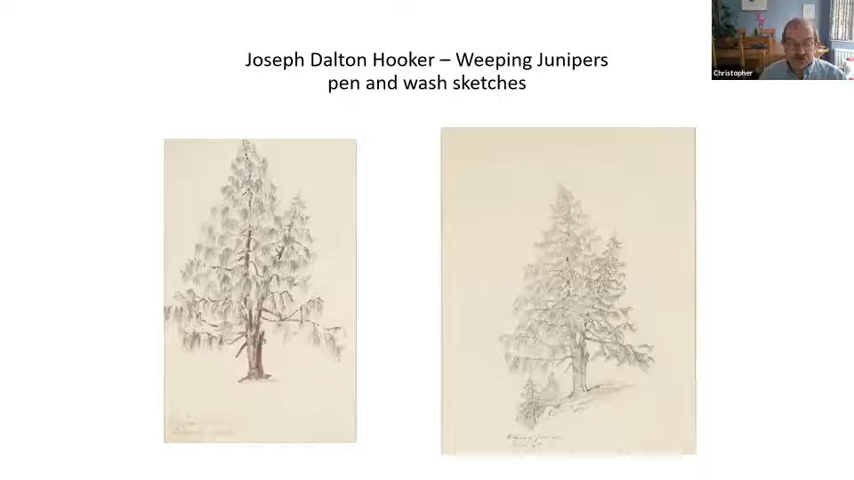 Joseph Dalton Hooker – Weeping Junipers
pen and wash sketches
Christopher